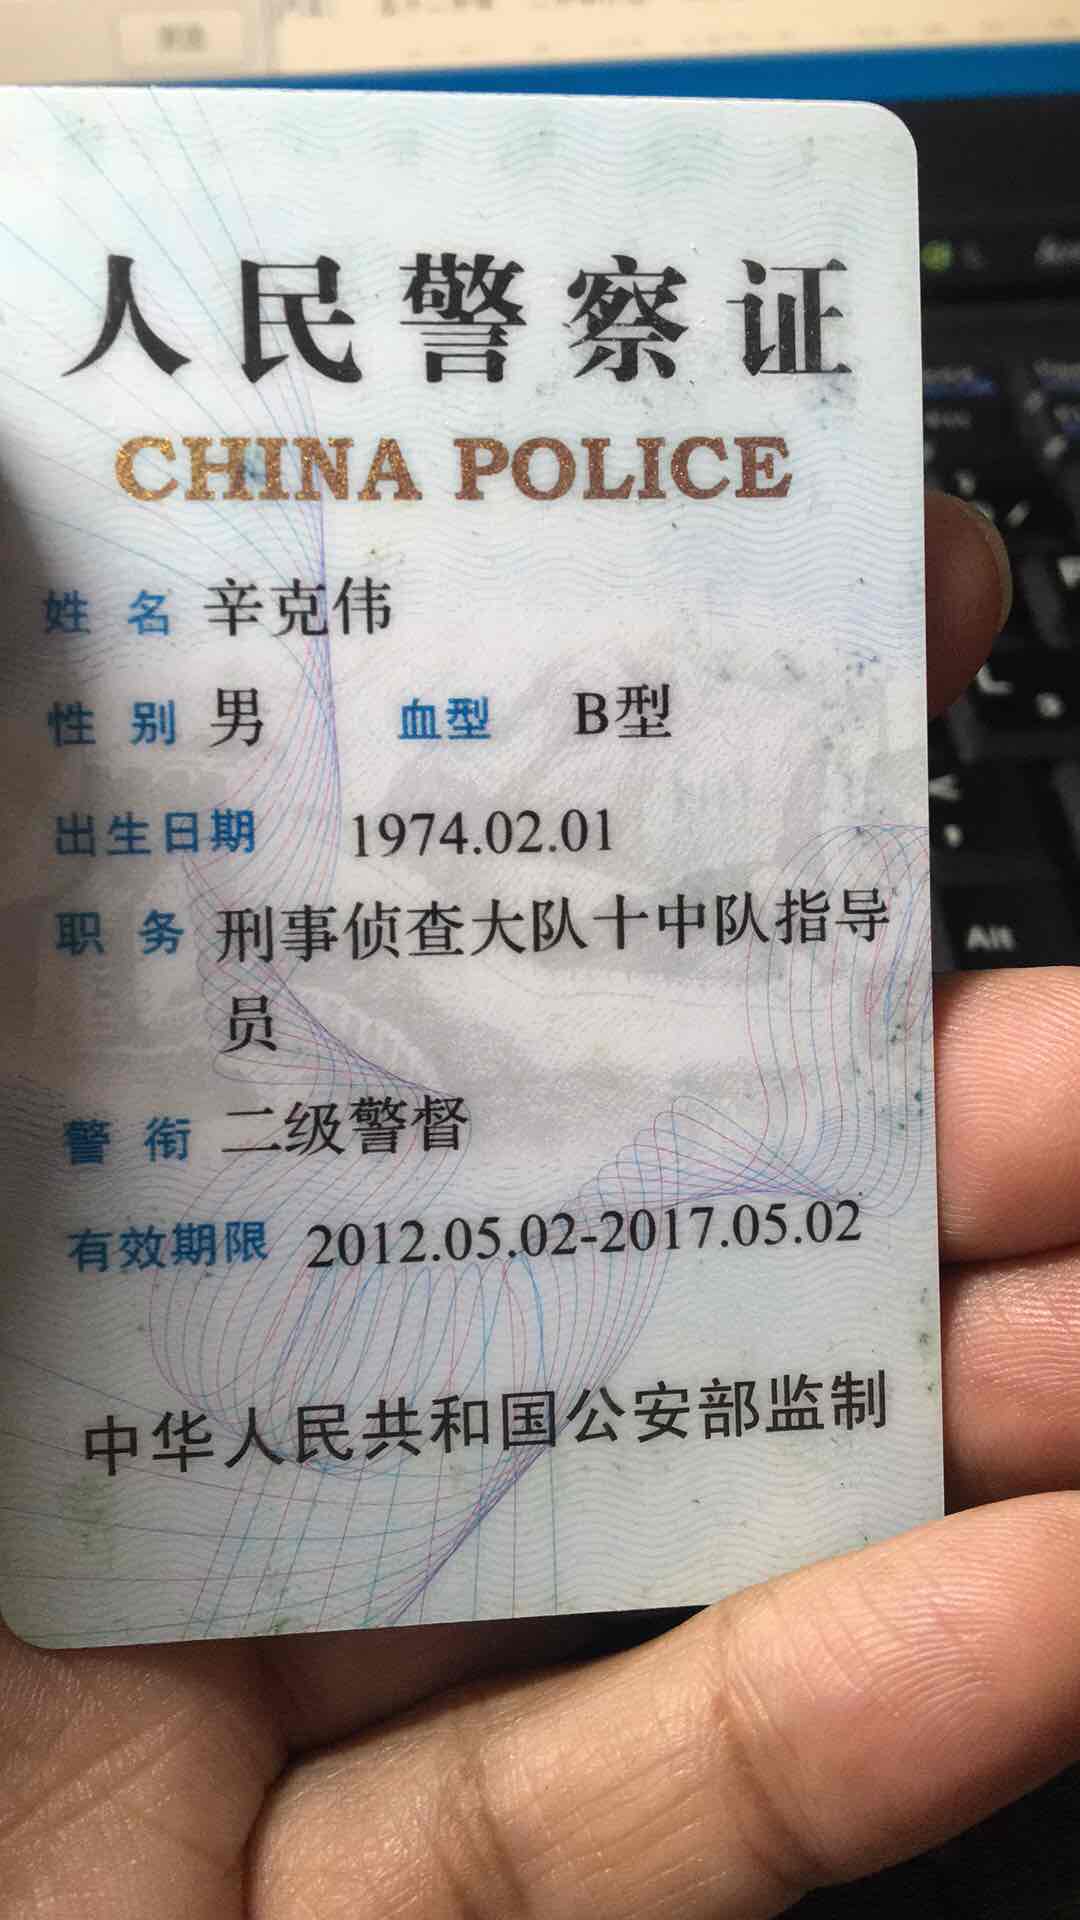 人民警察证
CHINA POLICE
姓 名 辛克伟
性 别 男 血型 B型
出生日期 1974.02.01
职 务 刑事侦查大队十中队指导
员
警 衔 二级警督
有效期限 2012.05.02-2017.05.02
中华人民共和国公安部监制
Alt